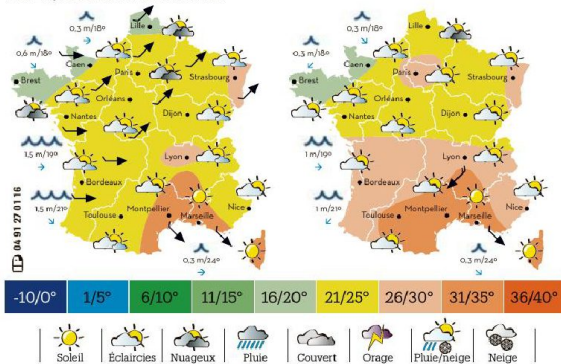 Lille
0,3 m/18°
0,6 m/18°
Caen
Brest
Paris
Strasbourg
Orléans
Nantes
Dijon
1,5 m/19°
Lyon
Bordeaux
1,5 m/21°
Toulouse
Montpellier
Marseille
Nice
0,3 m/24°
04 91 27 01 16
Lille
0,3 m/18°
0,3 m/18°
Caen
Brest
Paris
Strasbourg
Orléans
Nantes
Dijon
1 m/19°
Lyon
Bordeaux
1 m/21°
Toulouse
Montpellier
Marseille
Nice
0,3 m/24°
-10/0° 1/5° 6/10° 11/15° 16/20° 21/25° 26/30° 31/35° 36/40°
Soleil Éclaircies Nuageux Pluie Couvert Orage Pluie/neige Neige